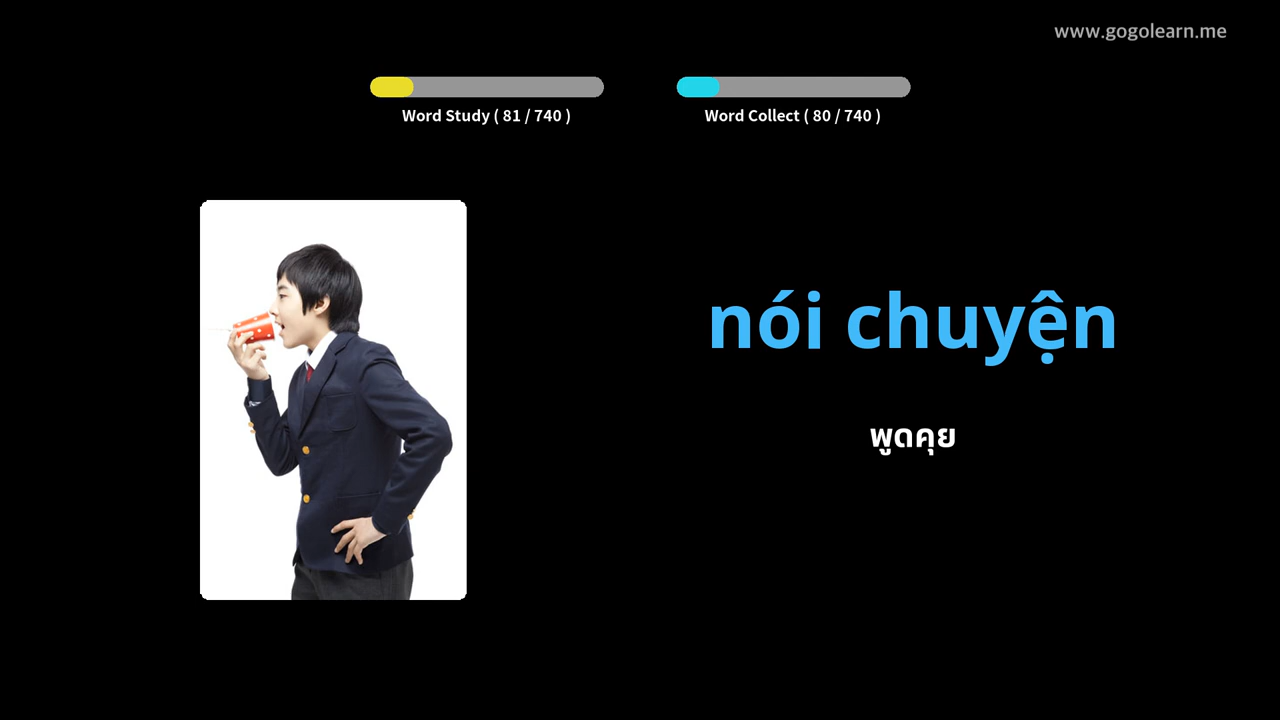 www.gogolearn.me
Word Study ( 81 / 740 )
Word Collect ( 80 / 740 )
nói chuyện
พูดคุย